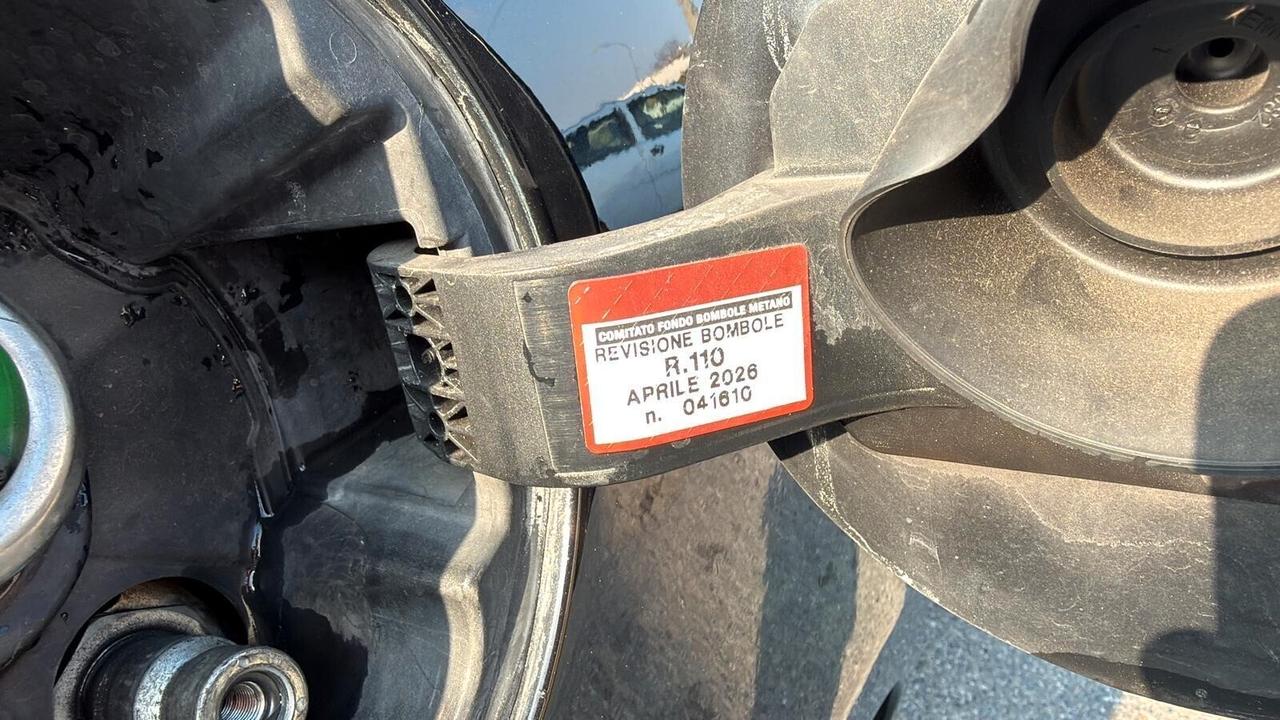 COMITATO FONDO BOMBOLE METANO
REVISIONE BOMBOLE
R.110
APRILE 2026
n. 041610